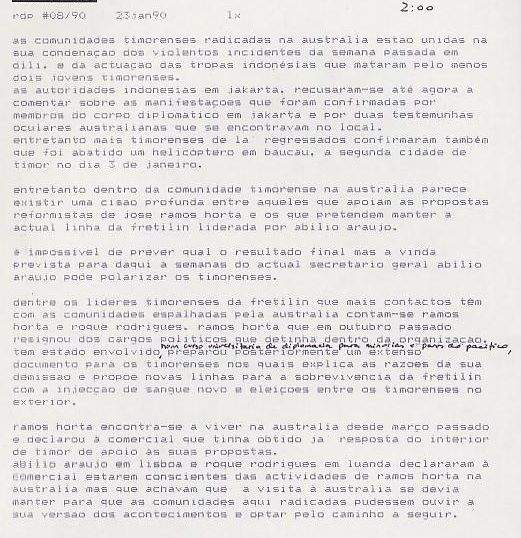 2:00
rdp #08/90 23jan90 1x
as comunidades timorenses radicadas na australia estao unidas na
sua condenaçao dos violentos incidentes da semana passada em
dili. e da actuaçao das tropas indonésias que mataram pelo menos
dois jovens timorenses.
as autoridades indonesias em jakarta, recusaram-se até agora a
comentar sobre as manifestaçoes que foram confirmadas por
membros do corpo diplomatico em jakarta e por duas testemunhas
oculares australianas que se encontravam no local.
entretanto mais timorenses de la regressados confirmaram também
que foi abatido um helicoptero em baucau, a segunda cidade de
timor no dia 3 de janeiro.
entretanto dentro da comunidade timorense na australia parece
existir uma cisao profunda entre aqueles que apoiam as propostas
reformistas de jose ramos horta e os que pretendem manter a
actual linha da fretilin liderada por abilio araujo.
é impossivel de prever qual o resultado final mas a vinda
prevista para daqui a semanas do actual secretario geral abilio
araujo pode polarizar os timorenses.
dentre os lideres timorenses da fretilin que mais contactos têm
com as comunidades espalhadas pela australia contam-se ramos
horta e roque rodrigues. ramos horta que em outubro passado
resignou dos cargos politicos que detinha dentro da organizaçao.
num curso universitario de diplomacia para minorias e povos do pacifico,
tem estado envolvido, preparou posteriormente um extenso
documento para os timorenses nos quais explica as razoes da sua
demissao e propoe novas linhas para a sobrevivencia da fretilin
com a injecçao de sangue novo e eleiçoes entre os timorenses no
exterior.
ramos horta encontra-se a viver na australia desde março passado
e declarou à comercial que tinha obtido ja resposta do interior
de timor de apoio às suas propostas.
abilio araujo em lisboa e roque rodrigues em luanda declararam à
comercial estarem conscientes das actividades de ramos horta na
australia mas que achavam que a visita à australia se devia
manter para que as comunidades aqui radicadas pudessem ouvir a
sua versao dos acontecimentos e optar pelo caminho a seguir.